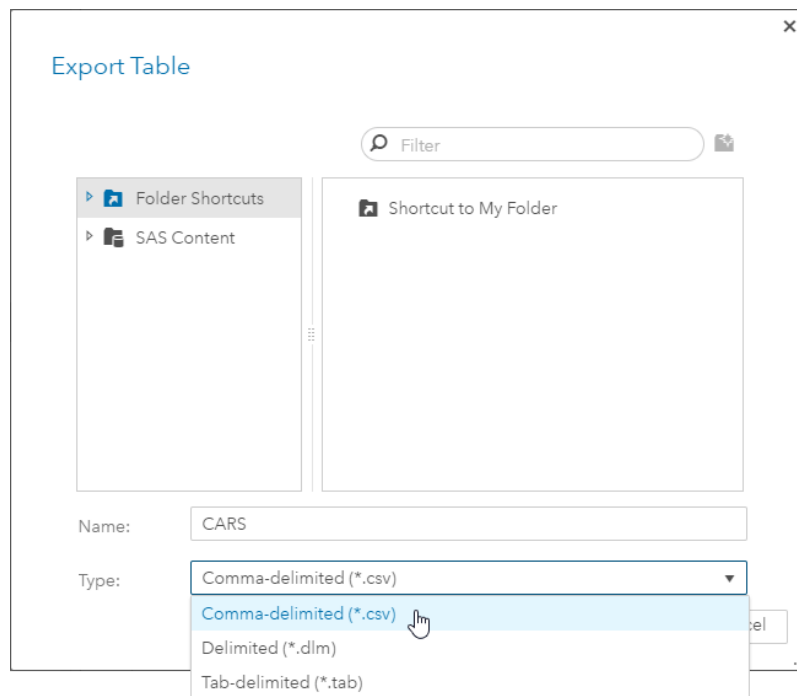 Export Table
Filter
Folder Shortcuts
Shortcut to My Folder
SAS Content
Name:
CARS
Type:
Comma-delimited (*.csv)
Comma-delimited (*.csv)
Delimited (*.dlm)
Tab-delimited (*.tab)